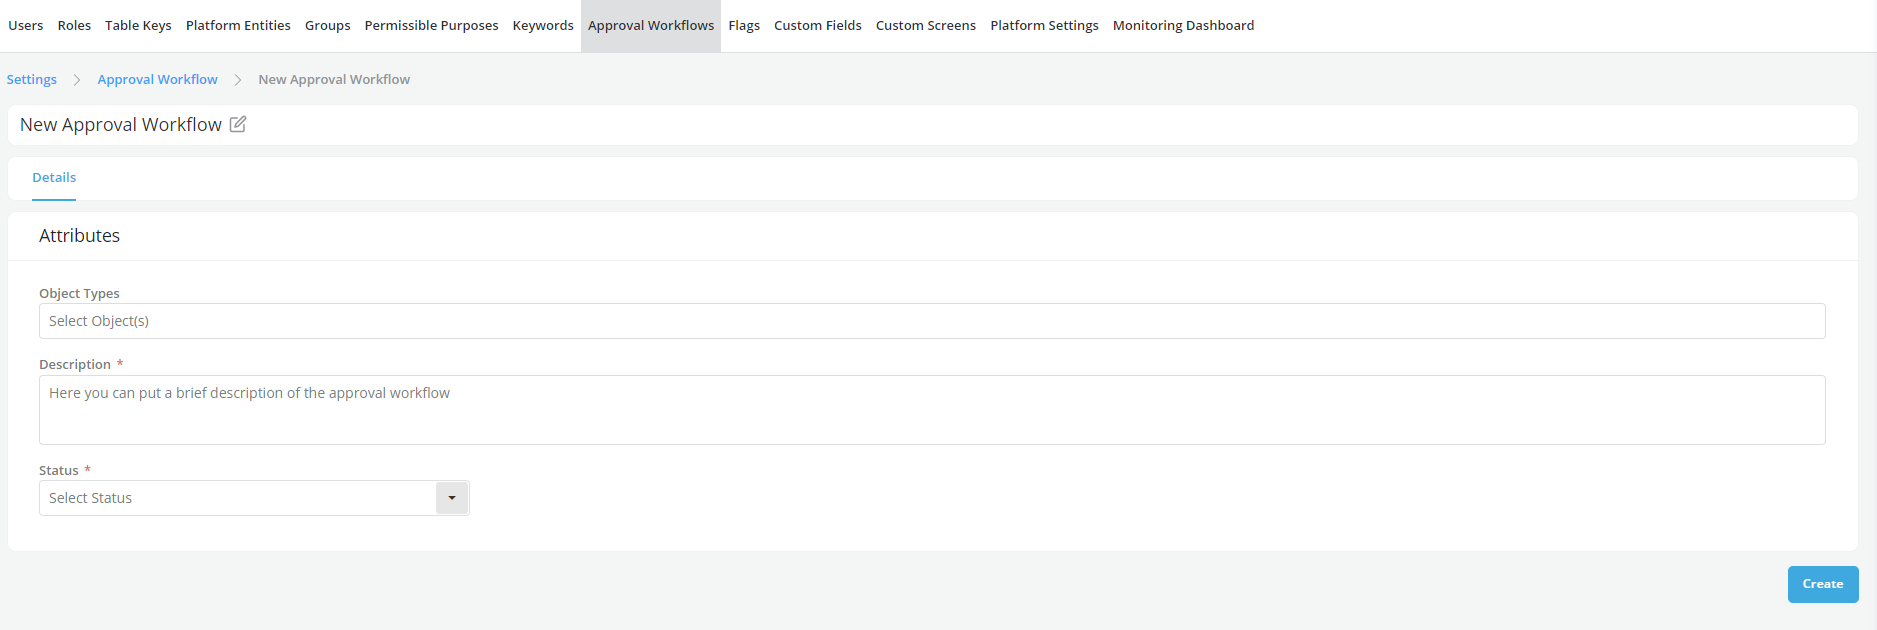 Users Roles Table Keys Platform Entities Groups Permissible Purposes Keywords Approval Workflows Flags Custom Fields Custom Screens Platform Settings Monitoring Dashboard
Settings Approval Workflow New Approval Workflow
New Approval Workflow
Details
Attributes
Object Types
Select Object(s)
Description *
Here you can put a brief description of the approval workflow
Status *
Select Status
Create